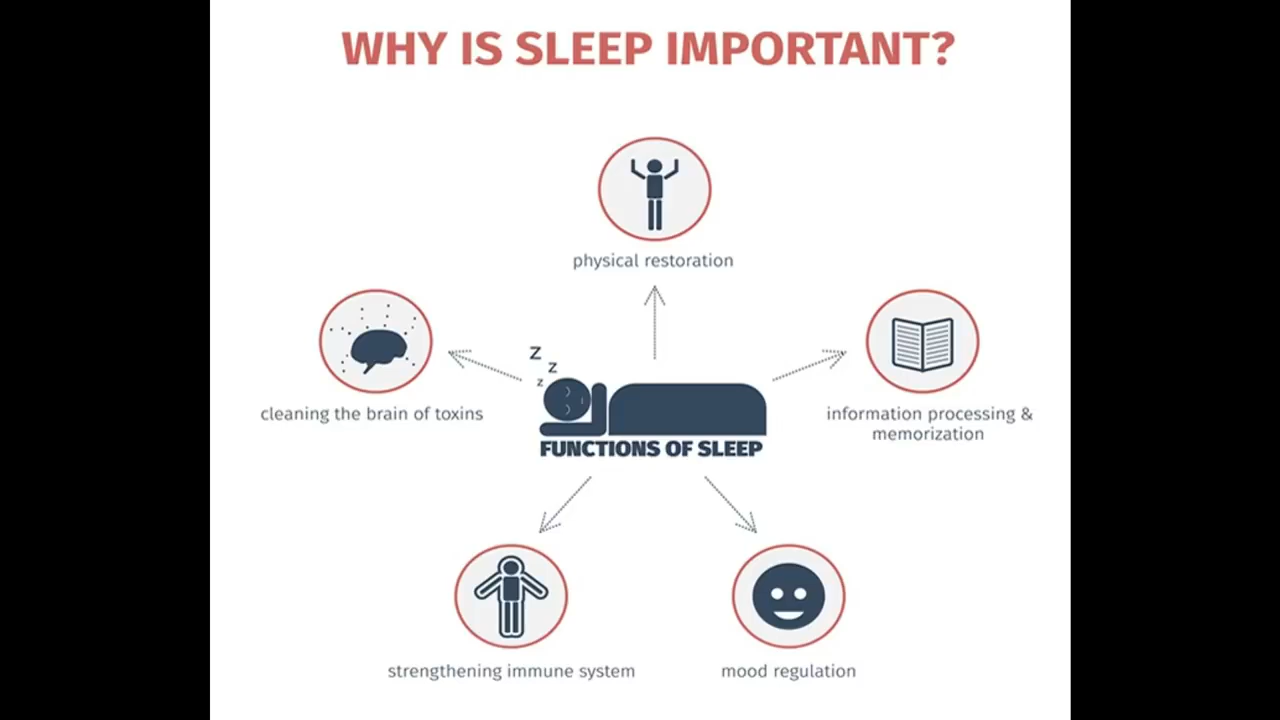 WHY IS SLEEP IMPORTANT?
physical restoration
cleaning the brain of toxins
information processing &
memorization
z
z
z
FUNCTIONS OF SLEEP
strengthening immune system
mood regulation